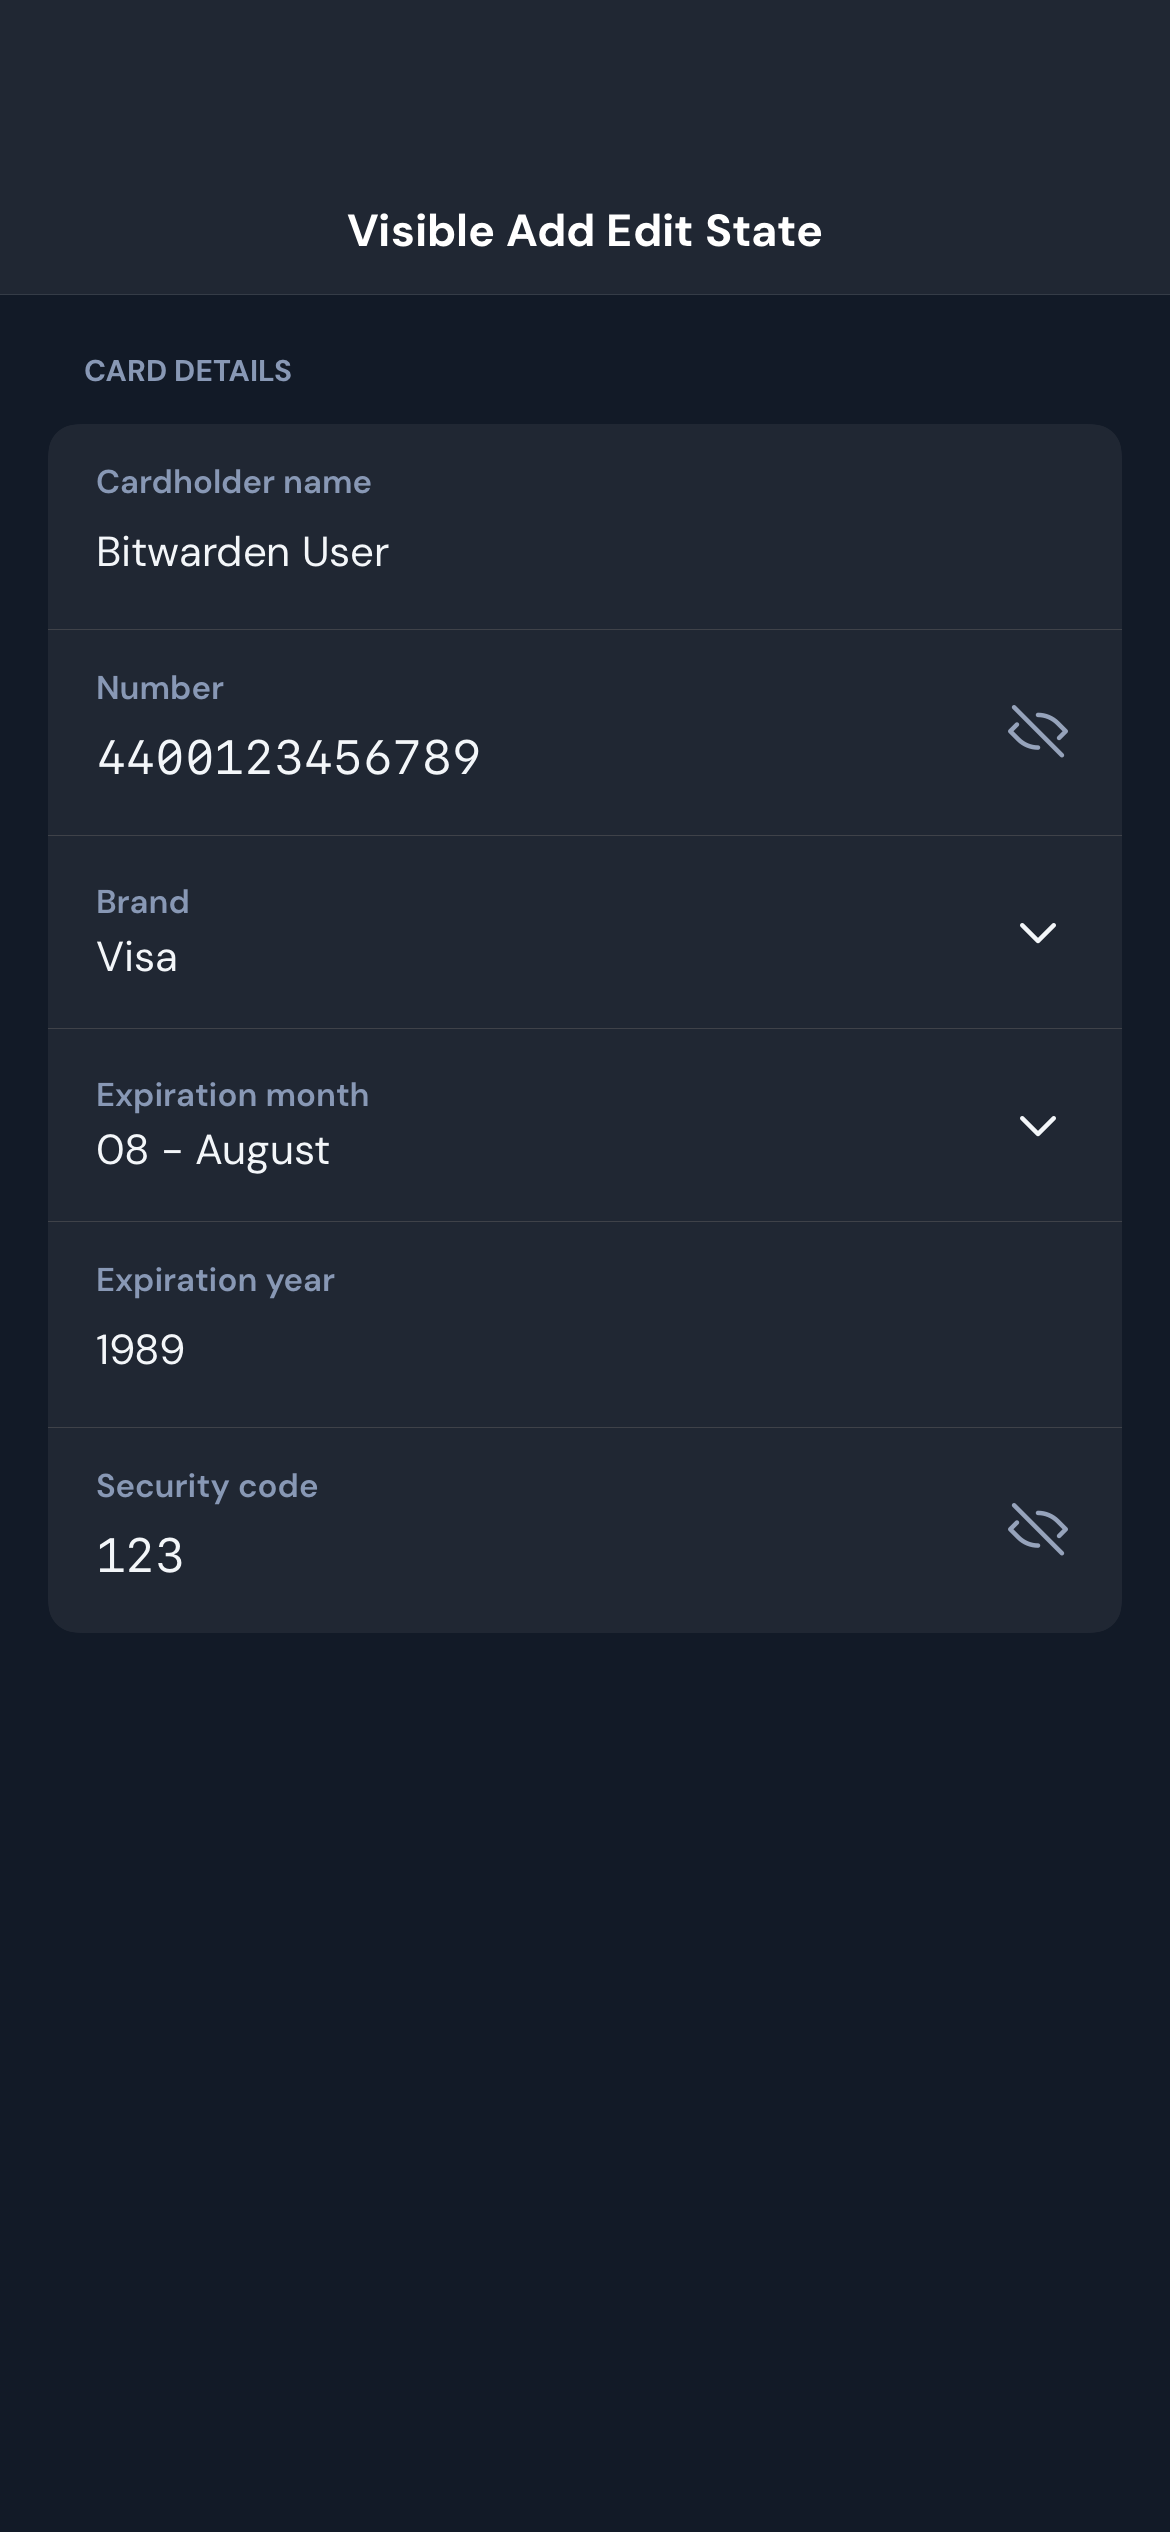 Visible Add Edit State
CARD DETAILS
Cardholder name
Bitwarden User
Number
4400123456789
Brand
Visa
Expiration month
08 - August
Expiration year
1989
Security code
123